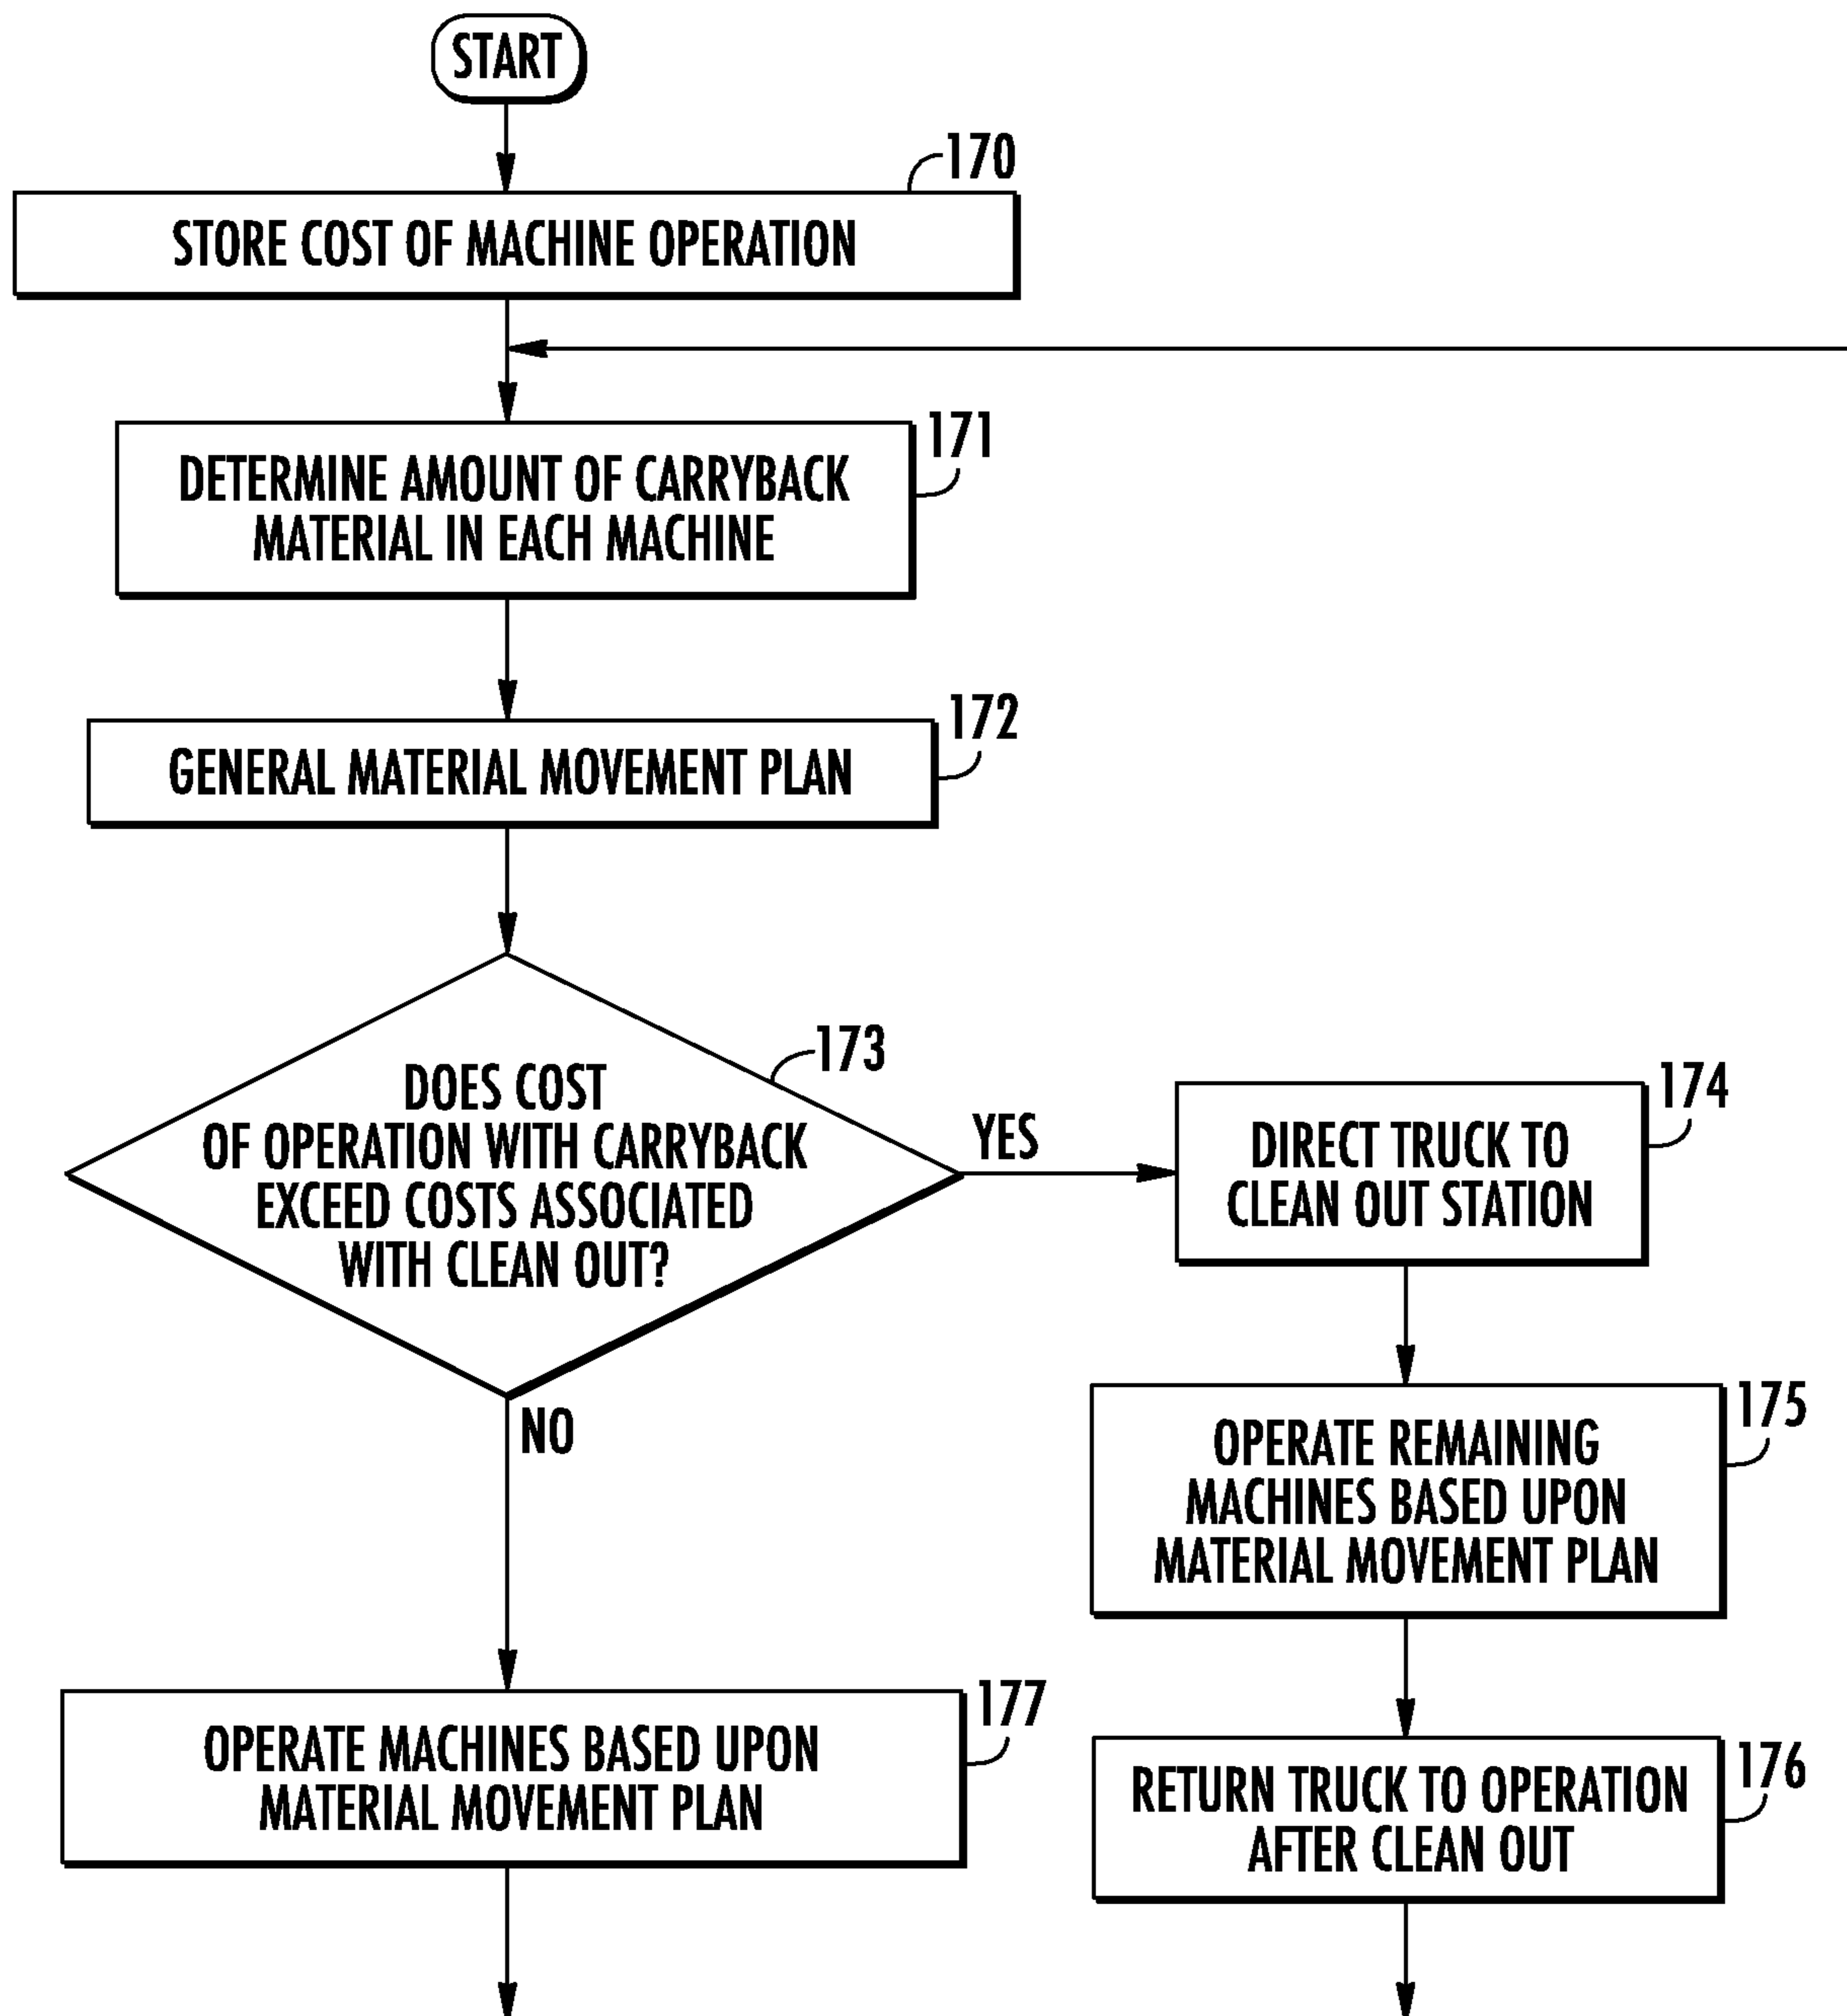 START
170
STORE COST OF MACHINE OPERATION
171
DETERMINE AMOUNT OF CARRYBACK
MATERIAL IN EACH MACHINE
172
GENERAL MATERIAL MOVEMENT PLAN
173
DOES COST
OF OPERATION WITH CARRYBACK
EXCEED COSTS ASSOCIATED
WITH CLEAN OUT?
YES
174
DIRECT TRUCK TO
CLEAN OUT STATION
NO
175
OPERATE REMAINING
MACHINES BASED UPON
MATERIAL MOVEMENT PLAN
177
OPERATE MACHINES BASED UPON
MATERIAL MOVEMENT PLAN
176
RETURN TRUCK TO OPERATION
AFTER CLEAN OUT